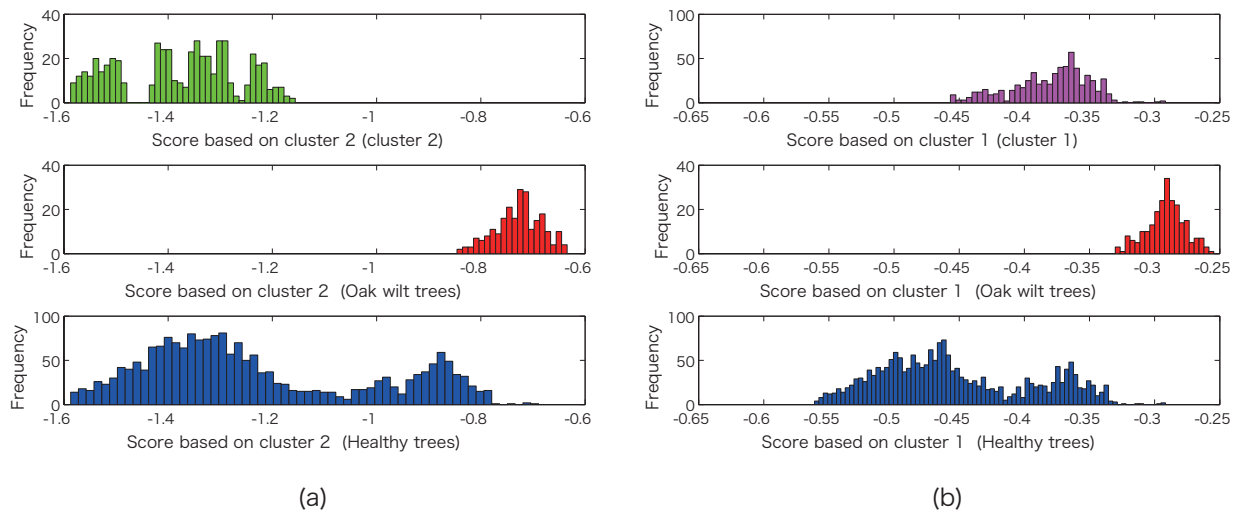 Frequency
40
20
0
-1.6 -1.4 -1.2 -1 -0.8 -0.6
Score based on cluster 2 (cluster 2)
Frequency
40
20
0
-1.6 -1.4 -1.2 -1 -0.8 -0.6
Score based on cluster 2 (Oak wilt trees)
Frequency
100
50
0
-1.6 -1.4 -1.2 -1 -0.8 -0.6
Score based on cluster 2 (Healthy trees)
(a)
Frequency
100
50
0
-0.65 -0.6 -0.55 -0.5 -0.45 -0.4 -0.35 -0.3 -0.25
Score based on cluster 1 (cluster 1)
Frequency
40
20
0
-0.65 -0.6 -0.55 -0.5 -0.45 -0.4 -0.35 -0.3 -0.25
Score based on cluster 1 (Oak wilt trees)
Frequency
100
50
0
-0.65 -0.6 -0.55 -0.5 -0.45 -0.4 -0.35 -0.3 -0.25
Score based on cluster 1 (Healthy trees)
(b)